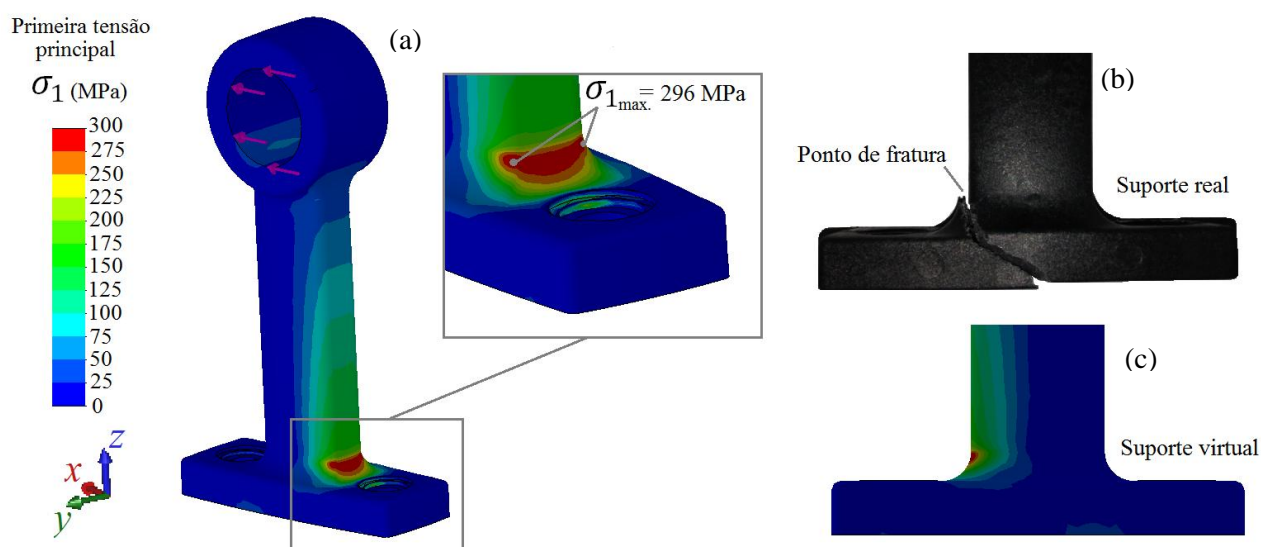 Primeira tensão
principal
σ1 (MPa)
300
275
250
225
200
175
150
125
100
75
50
25
0
z
x
y
(a)
σ1max. = 296 MPa
(b)
Ponto de fratura
Suporte real
(c)
Suporte virtual